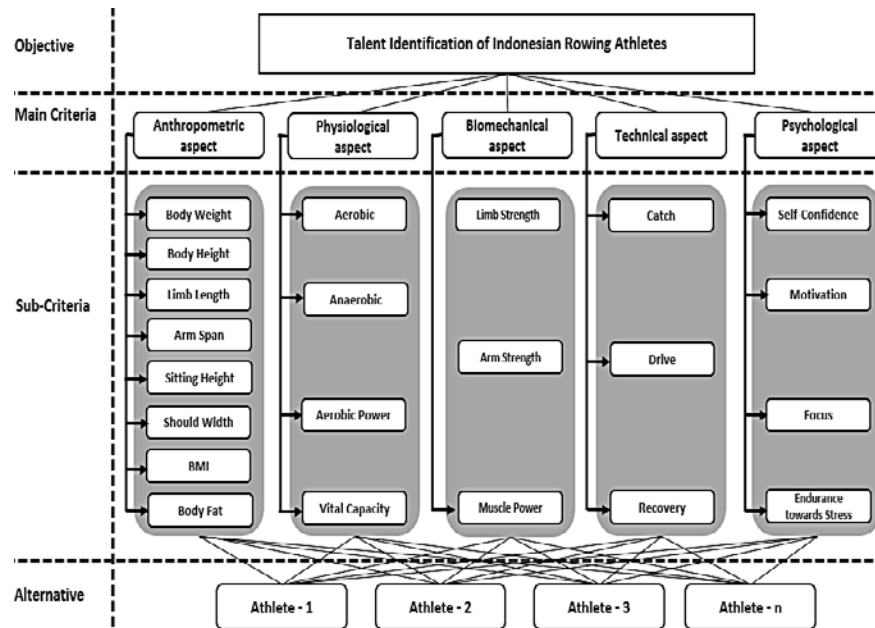 Objective
Talent Identification of Indonesian Rowing Athletes
Main Criteria
Anthropometric
aspect
Physiological
aspect
Biomechanical
aspect
Technical aspect
Psychological
aspect
Sub-Criteria
Body Weight
Body Height
Limb Length
Arm Span
Sitting Height
Should Width
BMI
Body Fat
Aerobic
Anaerobic
Aerobic Power
Vital Capacity
Limb Strength
Arm Strength
Muscle Power
Catch
Drive
Recovery
Self-Confidence
Motivation
Focus
Endurance
towards Stress
Alternative
Athlete - 1
Athlete - 2
Athlete - 3
Athlete - n